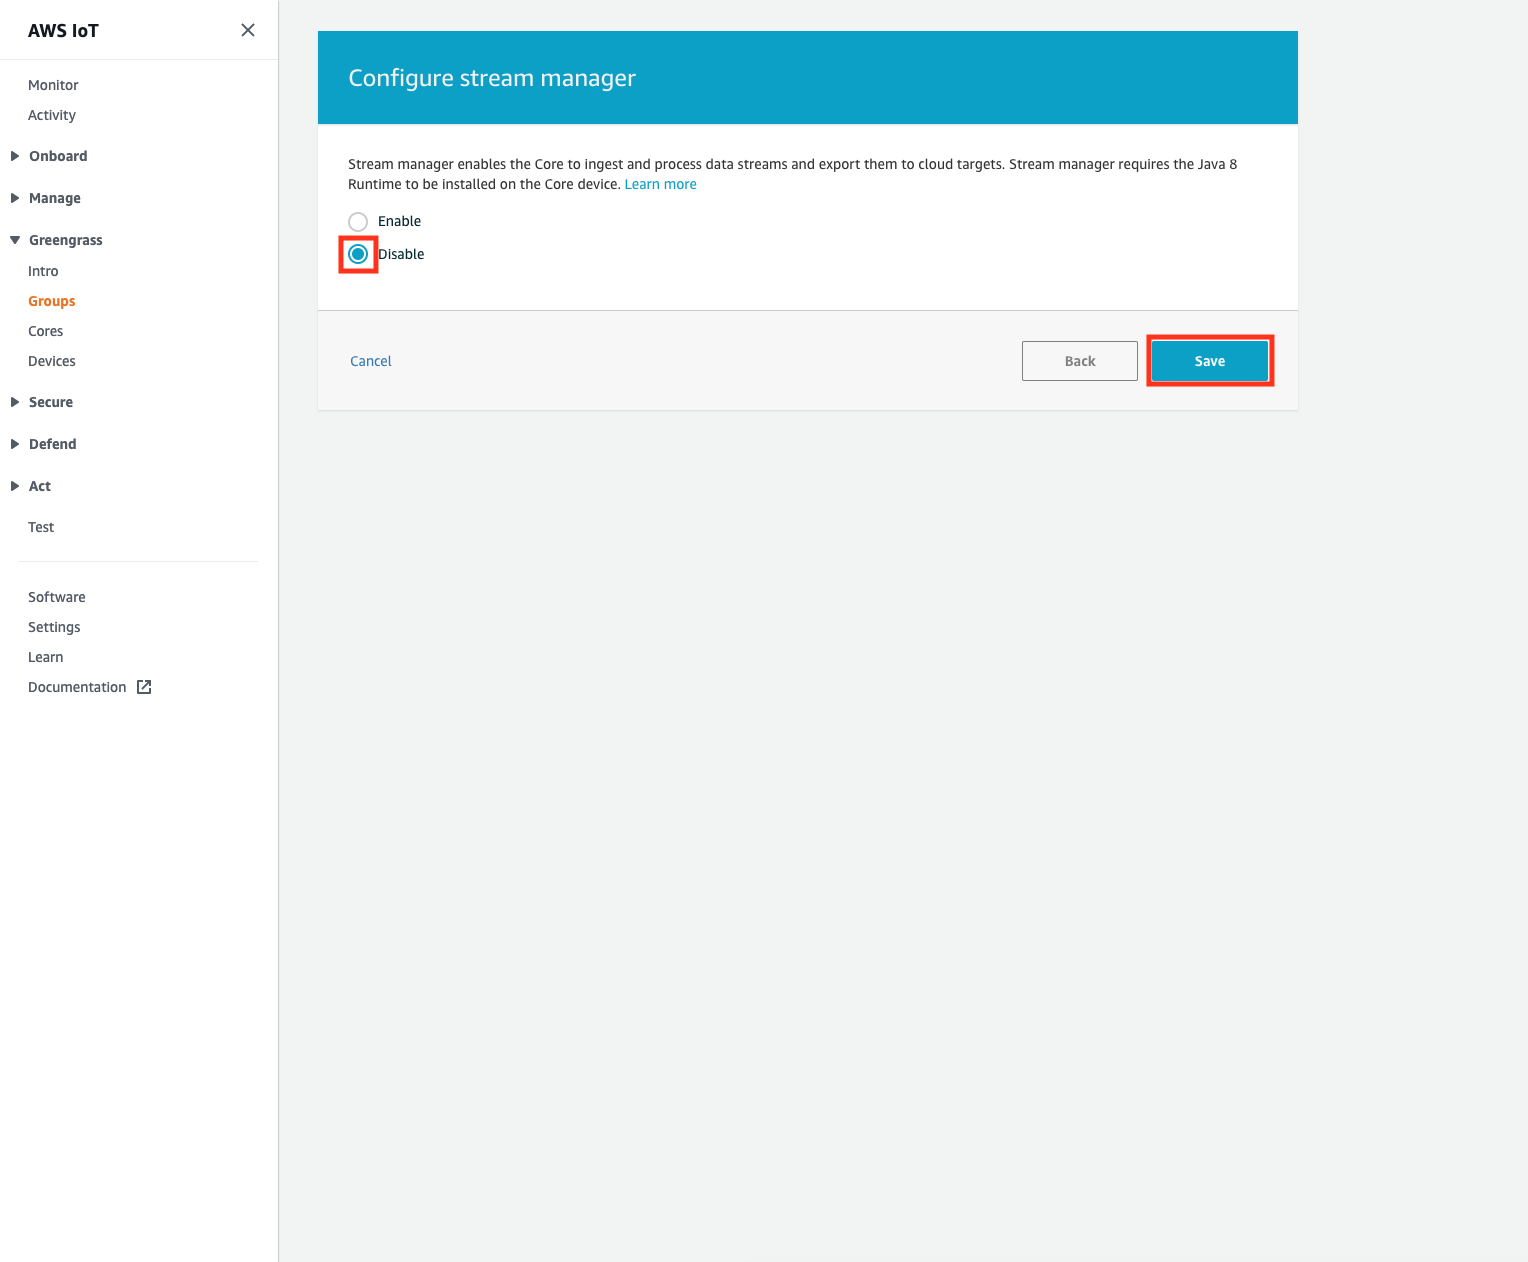 AWS IoT
Monitor
Activity
Onboard
Manage
Greengrass
Intro
Groups
Cores
Devices
Secure
Defend
Act
Test
Software
Settings
Learn
Documentation
Configure stream manager
Stream manager enables the Core to ingest and process data streams and export them to cloud targets. Stream manager requires the Java 8
Runtime to be installed on the Core device. Learn more
Enable
Disable
Cancel
Back
Save